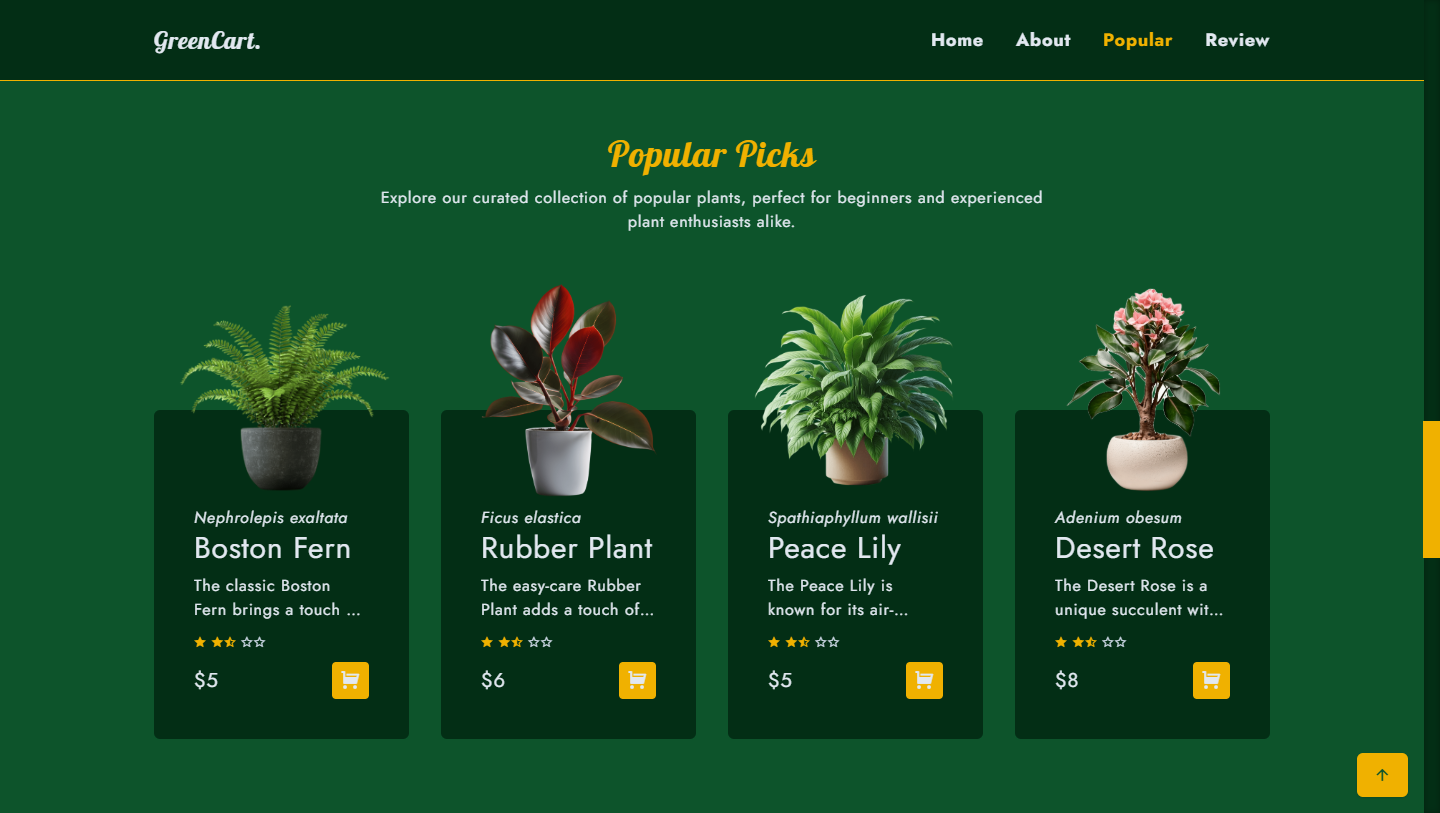 GreenCart.
Home About Popular Review
Popular Picks
Explore our curated collection of popular plants, perfect for beginners and experienced
plant enthusiasts alike.
Nephrolepis exaltata
Boston Fern
The classic Boston
Fern brings a touch ...
$5
Ficus elastica
Rubber Plant
The easy-care Rubber
Plant adds a touch of...
$6
Spathiaphyllum wallisii
Peace Lily
The Peace Lily is
known for its air-...
$5
Adenium obesum
Desert Rose
The Desert Rose is a
unique succulent wit...
$8